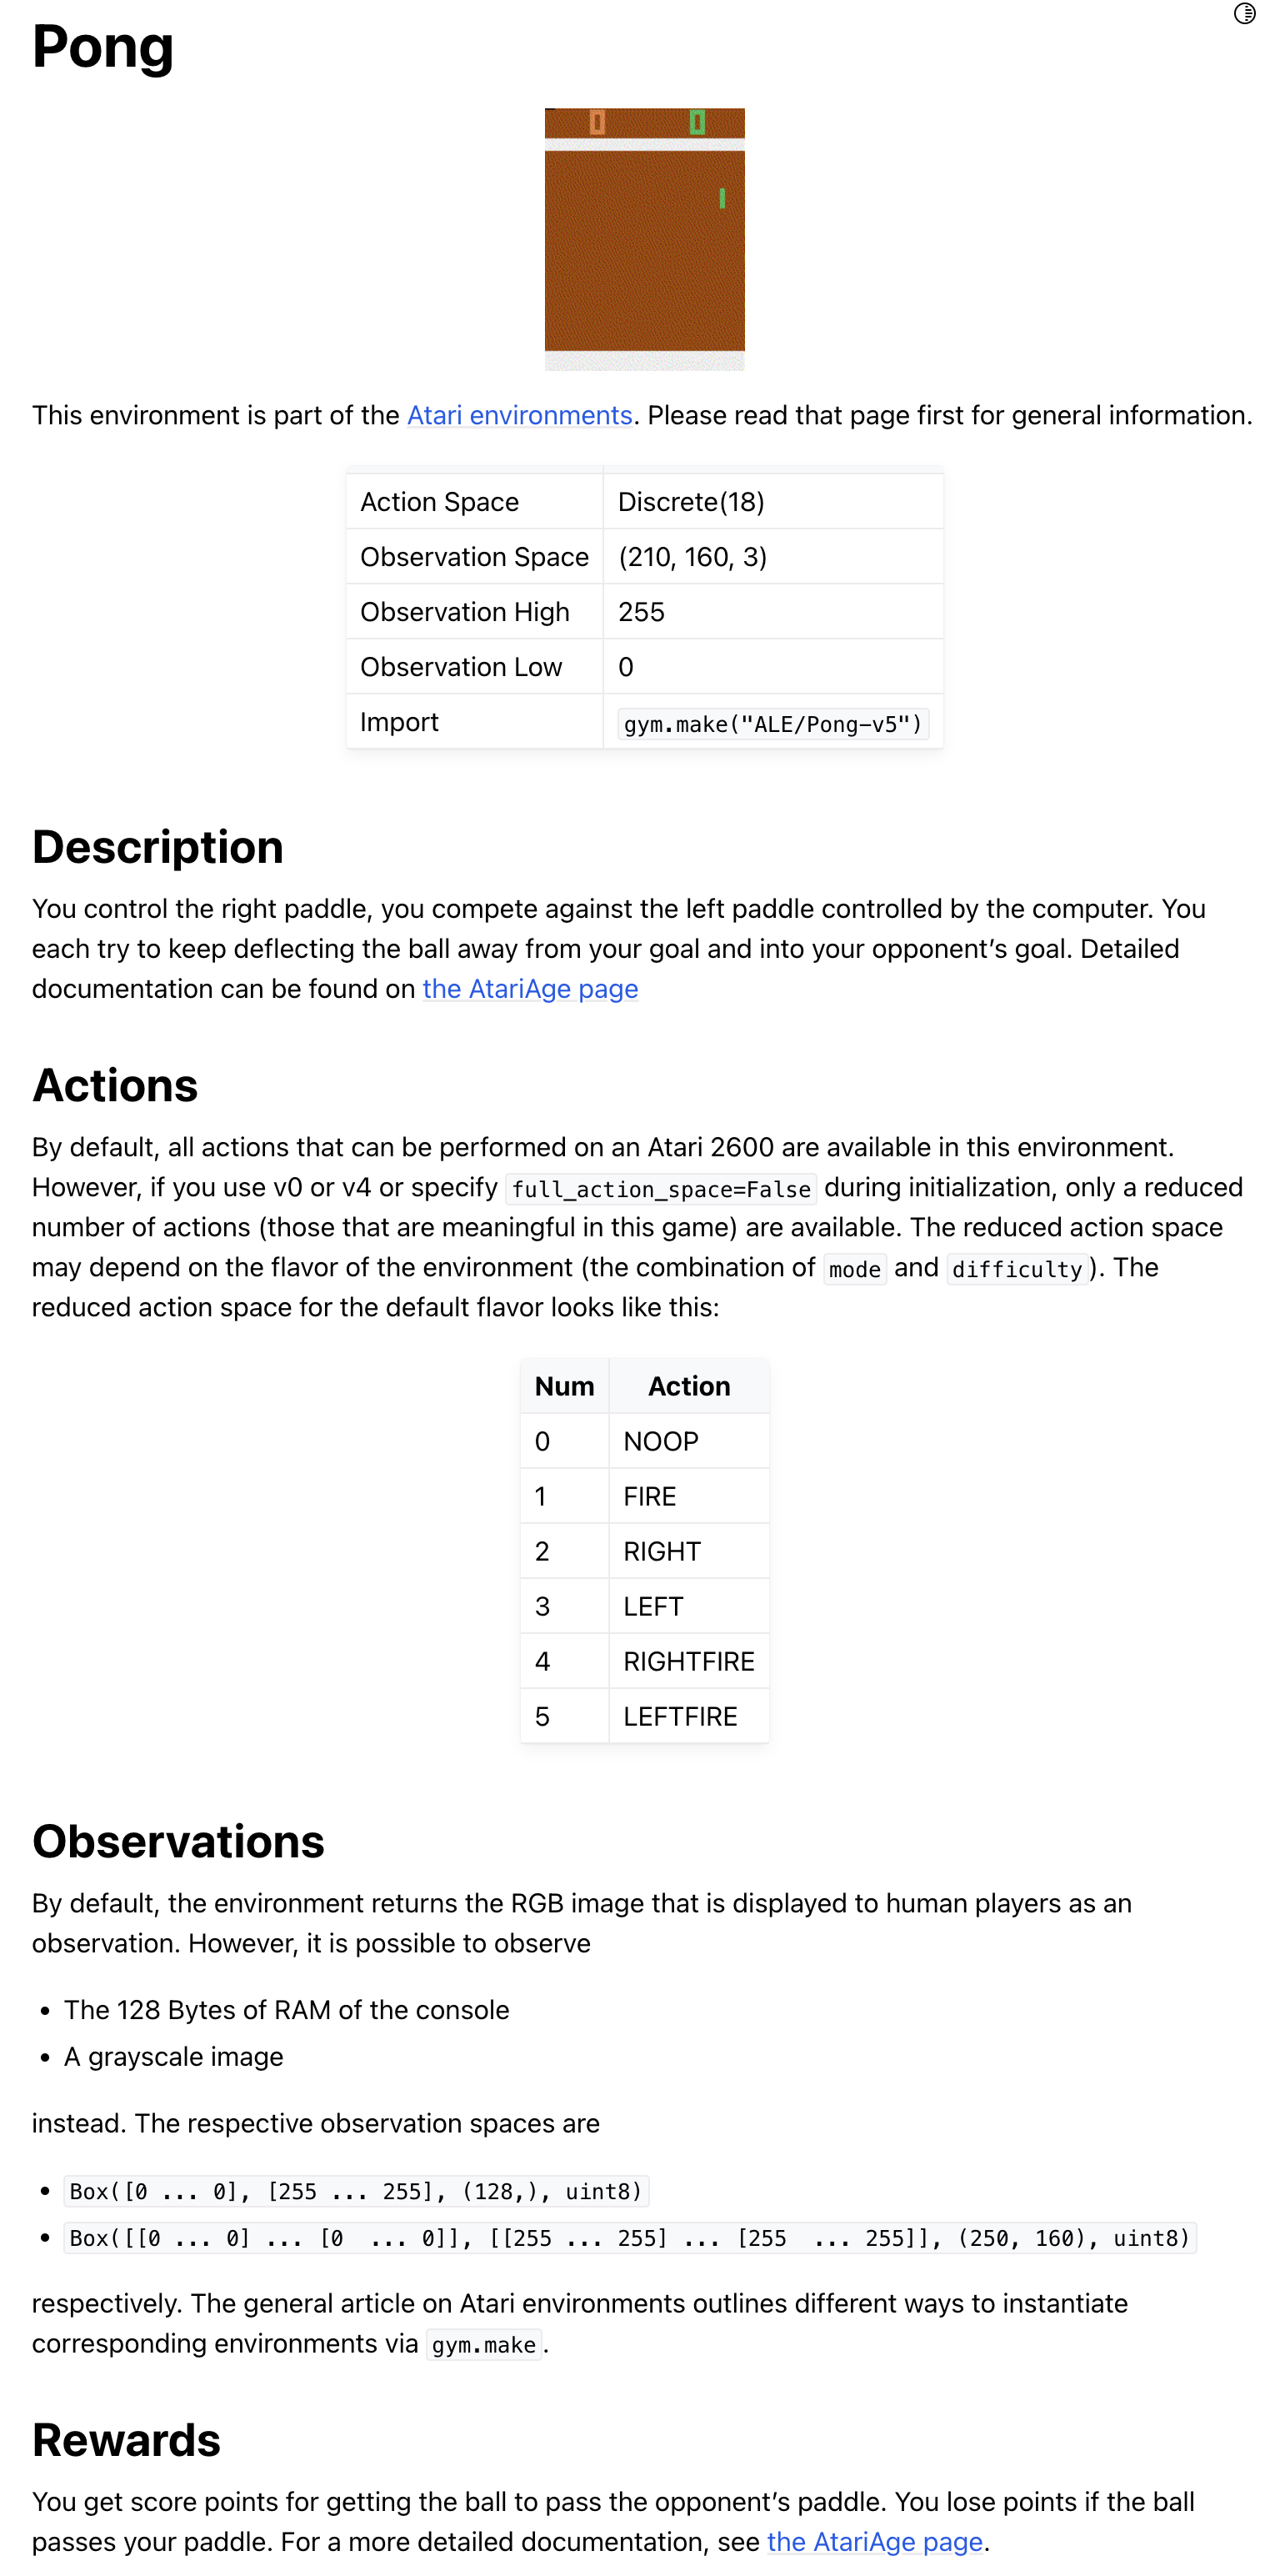 Pong
0 0
This environment is part of the Atari environments. Please read that page first for general information.
Action Space Discrete(18)
Observation Space (210, 160, 3)
Observation High 255
Observation Low 0
Import gym.make("ALE/Pong-v5")
Description
You control the right paddle, you compete against the left paddle controlled by the computer. You
each try to keep deflecting the ball away from your goal and into your opponent’s goal. Detailed
documentation can be found on the AtariAge page
Actions
By default, all actions that can be performed on an Atari 2600 are available in this environment.
However, if you use v0 or v4 or specify full_action_space=False during initialization, only a reduced
number of actions (those that are meaningful in this game) are available. The reduced action space
may depend on the flavor of the environment (the combination of mode and difficulty). The
reduced action space for the default flavor looks like this:
Num Action
0 NOOP
1 FIRE
2 RIGHT
3 LEFT
4 RIGHTFIRE
5 LEFTFIRE
Observations
By default, the environment returns the RGB image that is displayed to human players as an
observation. However, it is possible to observe
• The 128 Bytes of RAM of the console
• A grayscale image
instead. The respective observation spaces are
• Box([0 ... 0], [255 ... 255], (128,), uint8)
• Box([[0 ... 0] ... [0  ... 0]], [[255 ... 255] ... [255  ... 255]], (250, 160), uint8)
respectively. The general article on Atari environments outlines different ways to instantiate
corresponding environments via gym.make.
Rewards
You get score points for getting the ball to pass the opponent’s paddle. You lose points if the ball
passes your paddle. For a more detailed documentation, see the AtariAge page.